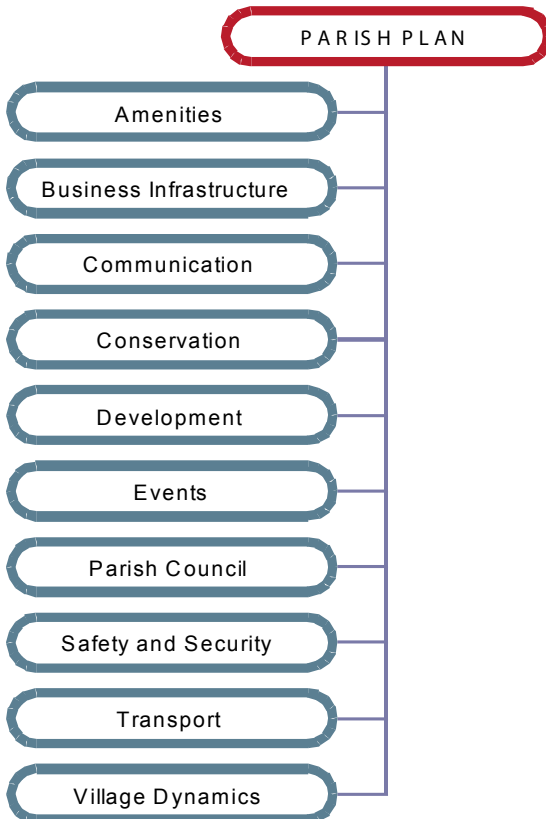 PARISH PLAN
Amenities
Business Infrastructure
Communication
Conservation
Development
Events
Parish Council
Safety and Security
Transport
Village Dynamics